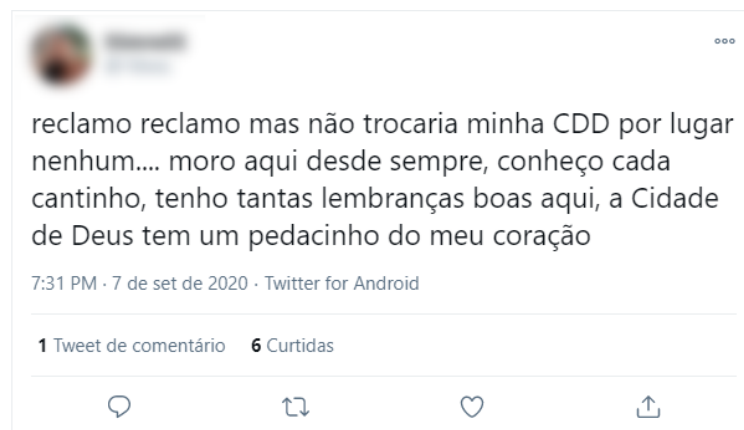 reclamo reclamo mas não trocaria minha CDD por lugar
nenhum.... moro aqui desde sempre, conheço cada
cantinho, tenho tantas lembranças boas aqui, a Cidade
de Deus tem um pedacinho do meu coração
7:31 PM · 7 de set de 2020 · Twitter for Android
1 Tweet de comentário 6 Curtidas